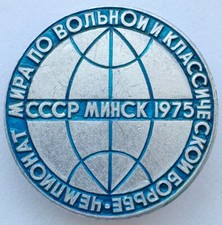 ЧЕМПИОНАТ МИРА ПО ВОЛЬНОЙ И КЛАССИЧЕСКОЙ БОРЬБЕ
СССР МИНСК 1975